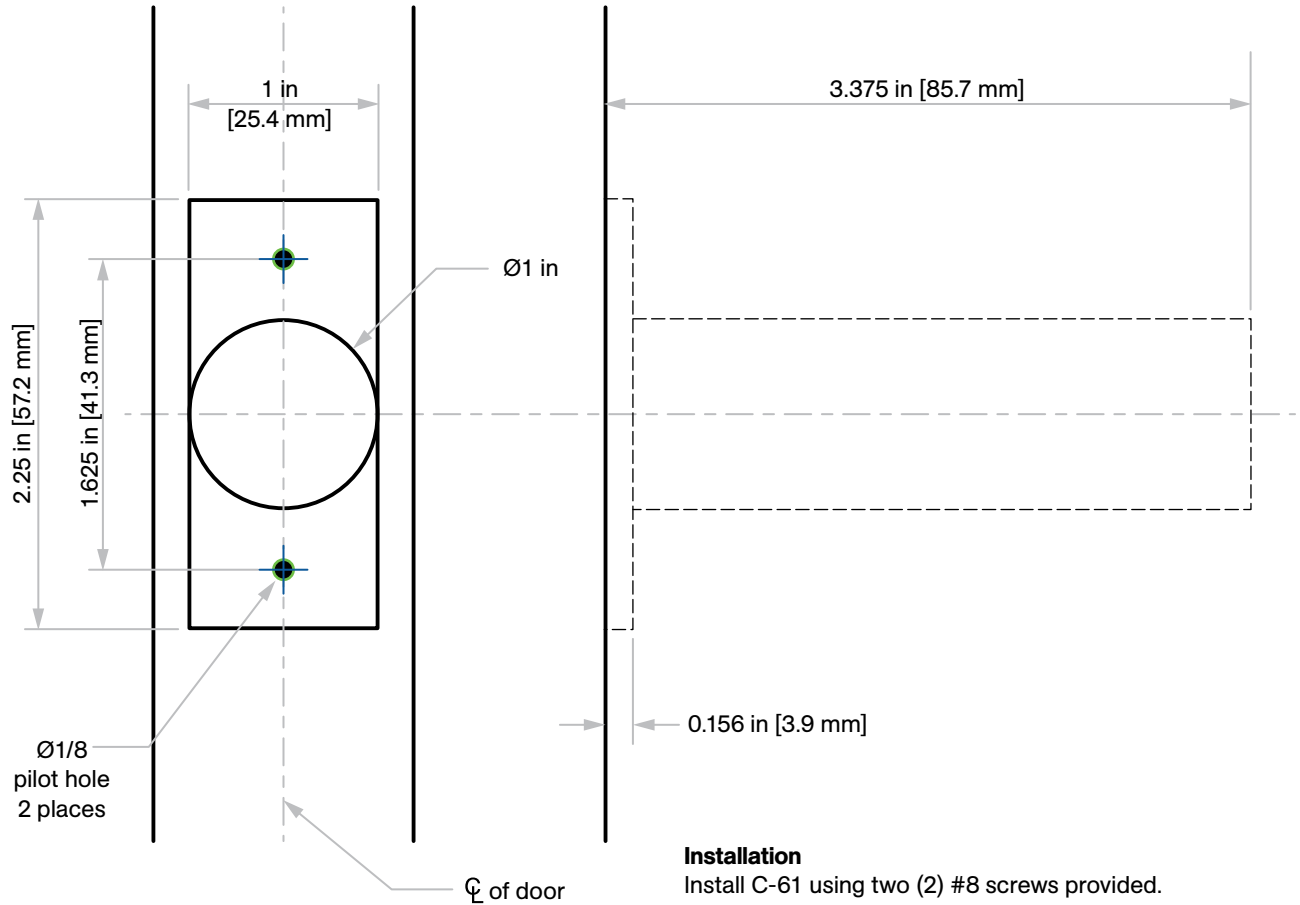 1 in
[25.4 mm]
3.375 in [85.7 mm]
Ø1 in
2.25 in [57.2 mm]
1.625 in [41.3 mm]
0.156 in [3.9 mm]
Ø1/8
pilot hole
2 places
℄ of door
Installation
Install C-61 using two (2) #8 screws provided.